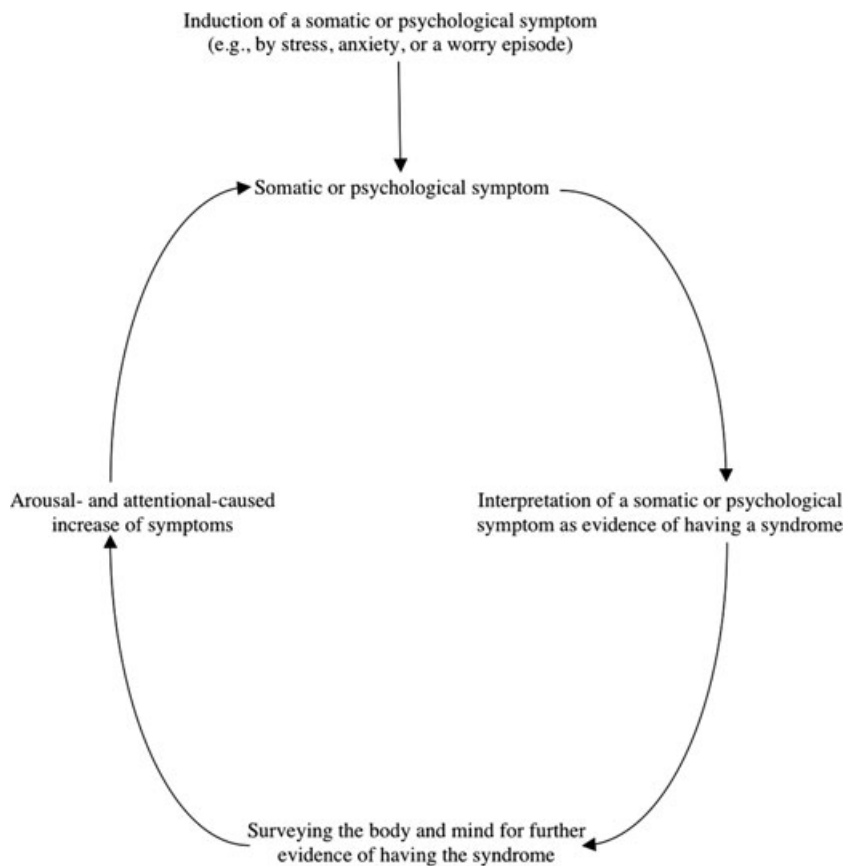 Induction of a somatic or psychological symptom
(e.g., by stress, anxiety, or a worry episode)
Somatic or psychological symptom
Arousal- and attentional-caused
increase of symptoms
Interpretation of a somatic or psychological
symptom as evidence of having a syndrome
Surveying the body and mind for further
evidence of having the syndrome